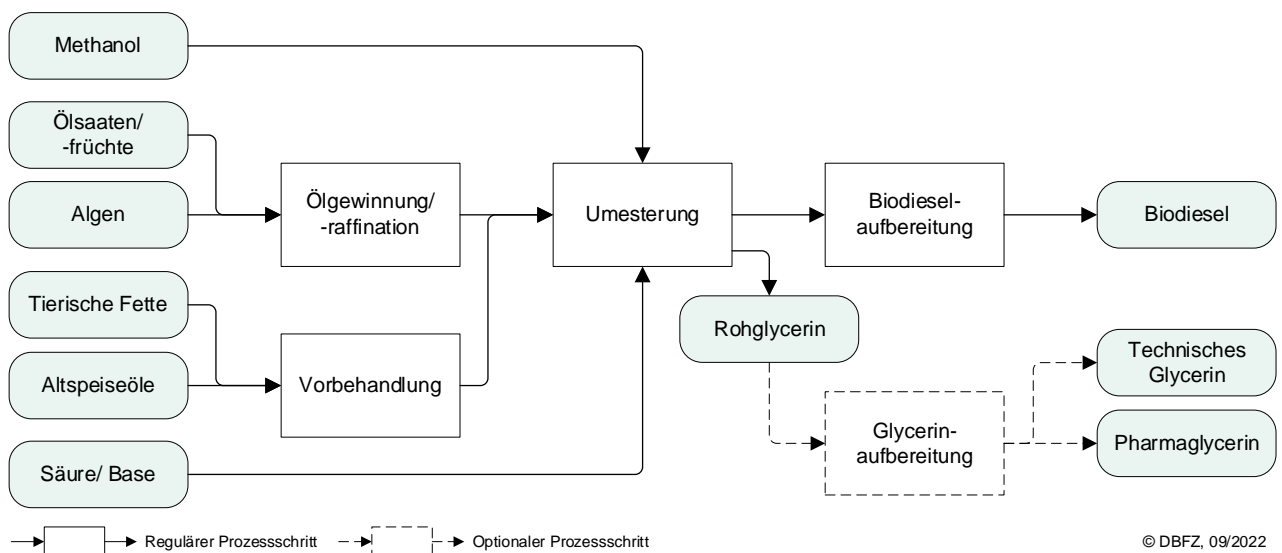 Methanol
Ölsaaten/
-früchte
Algen
Ölgewinnung/
-raffination
Umesterung
Biodiesel-
aufbereitung
Biodiesel
Tierische Fette
Altspeiseöle
Vorbehandlung
Säure/ Base
Rohglycerin
Glycerin-
aufbereitung
Technisches
Glycerin
Pharmaglycerin
Regulärer Prozessschritt
Optionaler Prozessschritt
© DBFZ, 09/2022